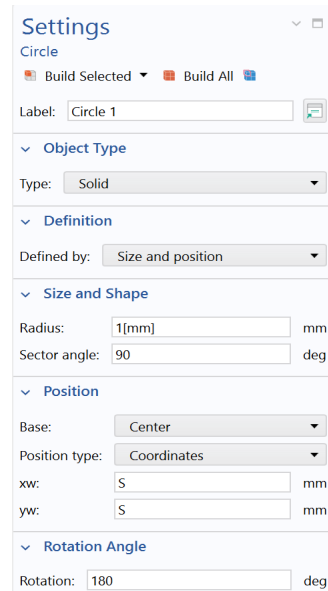 Settings
Circle
Build Selected Build All
Label: Circle 1
Object Type
Type: Solid
Definition
Defined by: Size and position
Size and Shape
Radius: 1[mm] mm
Sector angle: 90 deg
Position
Base: Center
Position type: Coordinates
xw: S mm
yw: S mm
Rotation Angle
Rotation: 180 deg